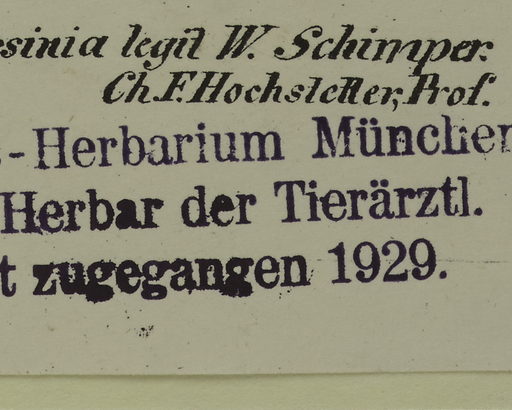 esinia legit W. Schimper.
Ch. F. Hochstetter, Prof.
s-Herbarium München
Herbar der Tierärztl.
t zugegangen 1929.